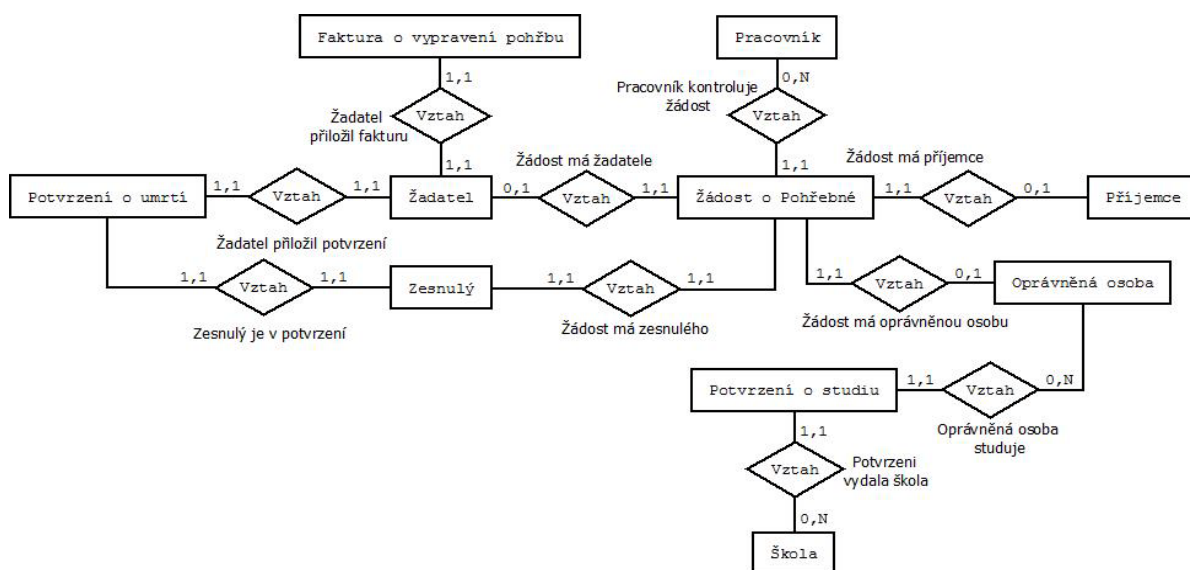 Faktura o vypravení pohřbu
Pracovník
1,1
0,N
Žadatel
přiložil fakturu
Vztah
Pracovník kontroluje
žádost
Vztah
1,1
Žádost má žadatele
1,1
Žádost má příjemce
Potvrzení o umrtí
1,1
Vztah
1,1
Žadatel
0,1
Vztah
1,1
Žádost o Pohřebné
1,1
Vztah
0,1
Příjemce
Žadatel přiložil potvrzení
1,1
Vztah
1,1
Zesnulý
1,1
Vztah
1,1
1,1
Vztah
0,1
Oprávněná osoba
Zesnulý je v potvrzení
Žádost má zesnulého
Žádost má oprávněnou osobu
Potvrzení o studiu
1,1
Vztah
0,N
1,1
Oprávněná osoba
studuje
Vztah
Potvrzeni
vydala škola
0,N
Škola